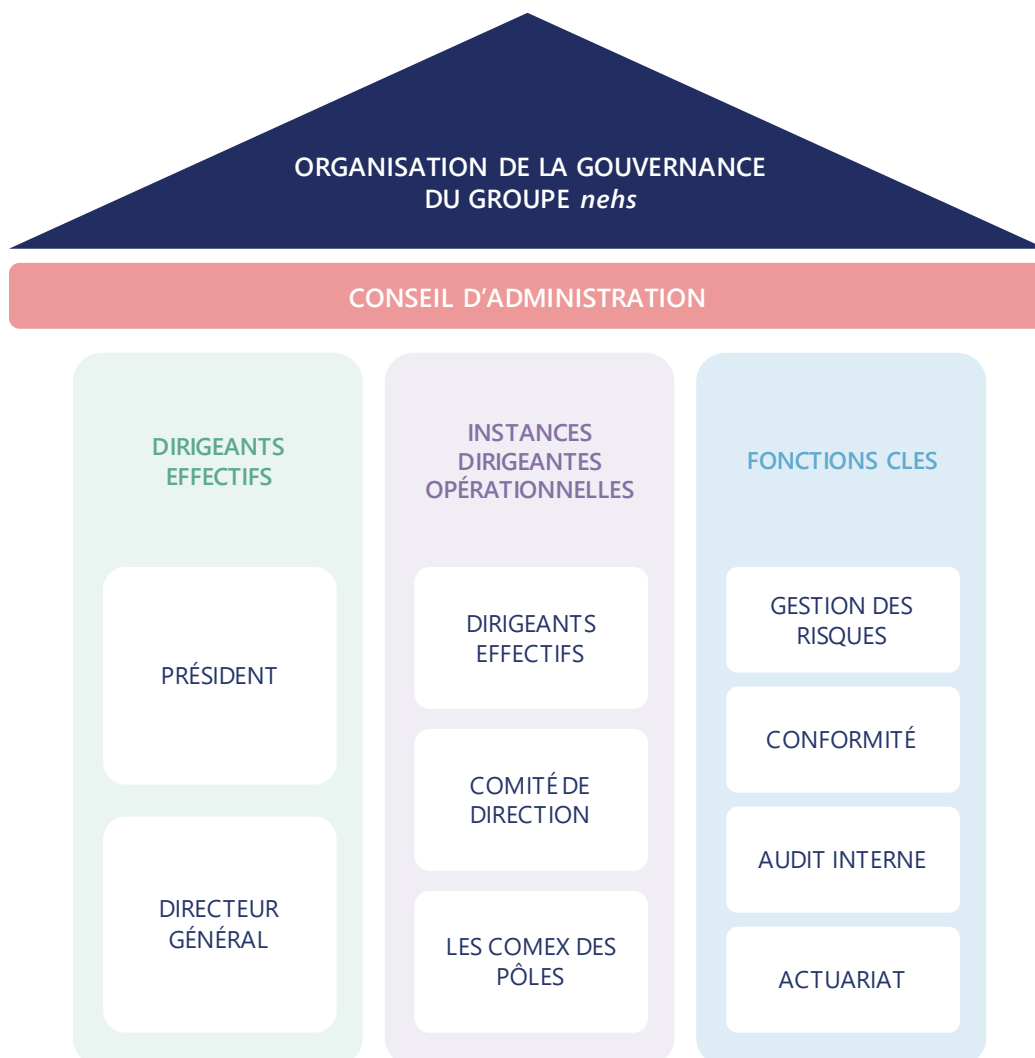 ORGANISATION DE LA GOUVERNANCE
DU GROUPE nehs
CONSEIL D’ADMINISTRATION
DIRIGEANTS
EFFECTIFS
PRÉSIDENT
DIRECTEUR
GÉNÉRAL
INSTANCES
DIRIGEANTES
OPÉRATIONNELLES
DIRIGEANTS
EFFECTIFS
COMITÉ DE
DIRECTION
LES COMEX DES
PÔLES
FONCTIONS CLES
GESTION DES
RISQUES
CONFORMITÉ
AUDIT INTERNE
ACTUARIAT